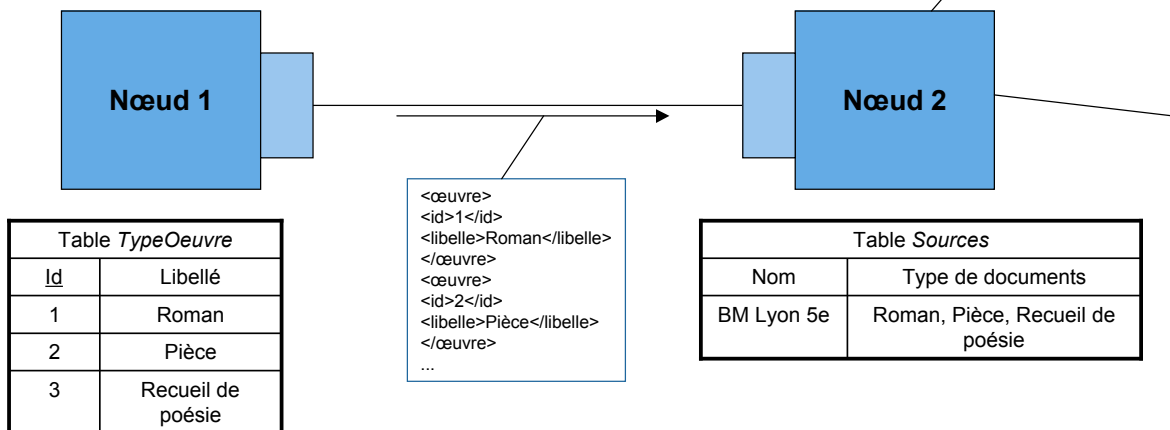 Nœud 1
Nœud 2
<œuvre>
<id>1</id>
<libelle>Roman</libelle>
</œuvre>
<œuvre>
<id>2</id>
<libelle>Pièce</libelle>
</œuvre>
...
Table TypeOeuvre
Id Libellé
1 Roman
2 Pièce
3 Recueil de
poésie
Table Sources
Nom Type de documents
BM Lyon 5e Roman, Pièce, Recueil de
poésie